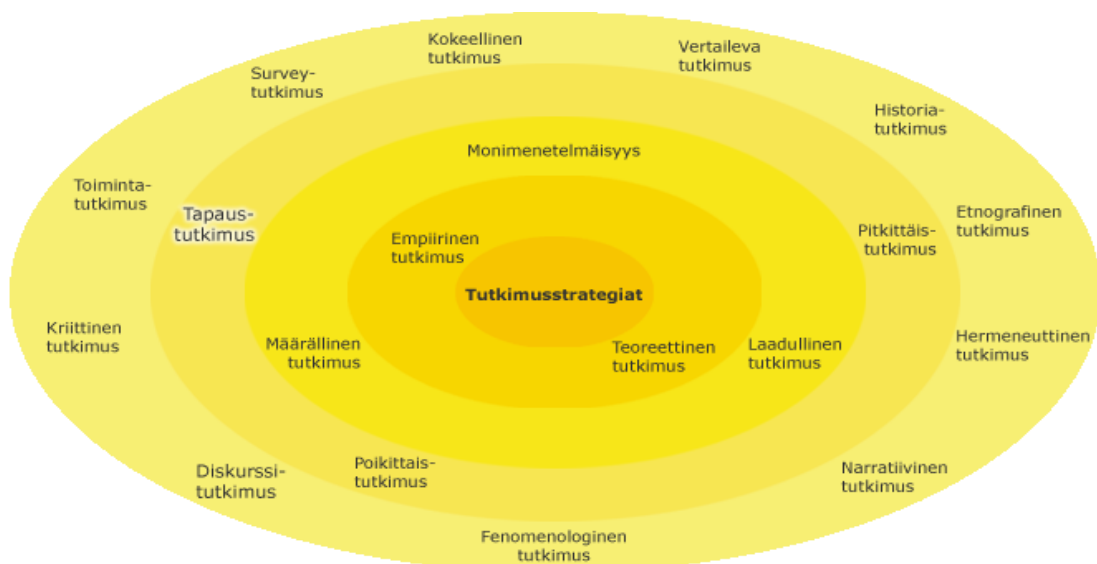 Kokeellinen
tutkimus
Vertaileva
tutkimus
Survey-
tutkimus
Historia-
tutkimus
Monimenetelmäisyys
Toiminta-
tutkimus
Tapaus-
tutkimus
Etnografinen
tutkimus
Pitkittäis-
tutkimus
Empiirinen
tutkimus
Tutkimusstrategiat
Kriittinen
tutkimus
Määrällinen
tutkimus
Teoreettinen
tutkimus
Laadullinen
tutkimus
Hermeneuttinen
tutkimus
Diskurssi-
tutkimus
Poikittais-
tutkimus
Narratiivinen
tutkimus
Fenomenologinen
tutkimus